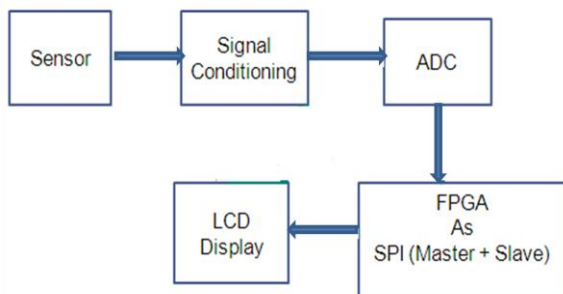 Sensor
Signal
Conditioning
ADC
FPGA
As
SPI (Master + Slave)
LCD
Display